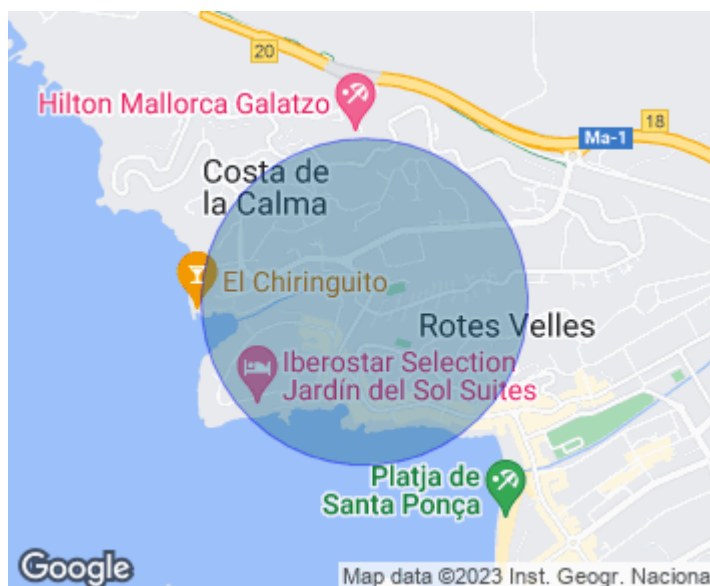 20
Hilton Mallorca Galatzo
18
Ma-1
Costa de
la Calma
El Chiringuito
Rotes Velles
Iberostar Selection
Jardín del Sol Suites
Platja de
Santa Ponça
Google
Map data ©2023 Inst. Geogr. Naciona